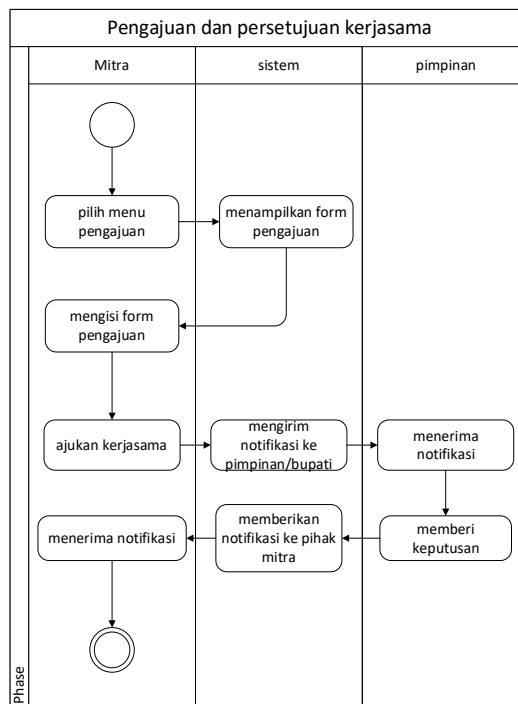 Pengajuan dan persetujuan kerjasama
Mitra
sistem
pimpinan
pilih menu
pengajuan
menampilkan form
pengajuan
mengisi form
pengajuan
ajukan kerjasama
mengirim
notifikasi ke
pimpinan/bupati
menerima
notifikasi
memberi
keputusan
memberikan
notifikasi ke pihak
mitra
menerima notifikasi
Phase